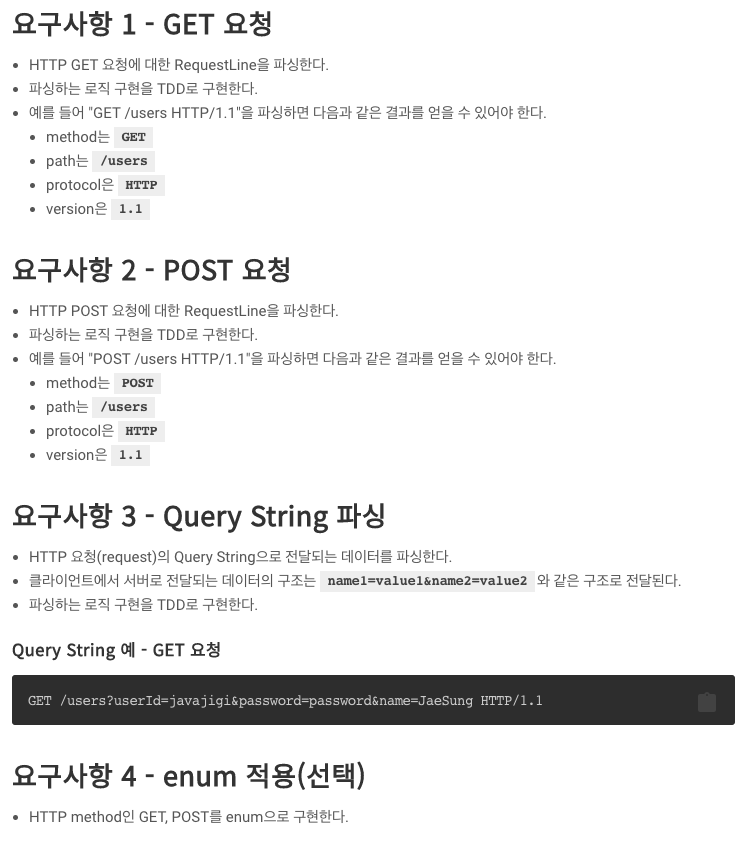 요구사항 1 - GET 요청
HTTP GET 요청에 대한 RequestLine을 파싱한다.
파싱하는 로직 구현을 TDD로 구현한다.
예를 들어 "GET /users HTTP/1.1"을 파싱하면 다음과 같은 결과를 얻을 수 있어야 한다.
method는 GET
path는 /users
protocol은 HTTP
version은 1.1
요구사항 2 - POST 요청
HTTP POST 요청에 대한 RequestLine을 파싱한다.
파싱하는 로직 구현을 TDD로 구현한다.
예를 들어 "POST /users HTTP/1.1"을 파싱하면 다음과 같은 결과를 얻을 수 있어야 한다.
method는 POST
path는 /users
protocol은 HTTP
version은 1.1
요구사항 3 - Query String 파싱
HTTP 요청(request)의 Query String으로 전달되는 데이터를 파싱한다.
클라이언트에서 서버로 전달되는 데이터의 구조는 name1=value1&name2=value2 와 같은 구조로 전달된다.
파싱하는 로직 구현을 TDD로 구현한다.
Query String 예 - GET 요청
GET /users?userId=javajigi&password=password&name=JaeSung HTTP/1.1
요구사항 4 - enum 적용(선택)
HTTP method인 GET, POST를 enum으로 구현한다.